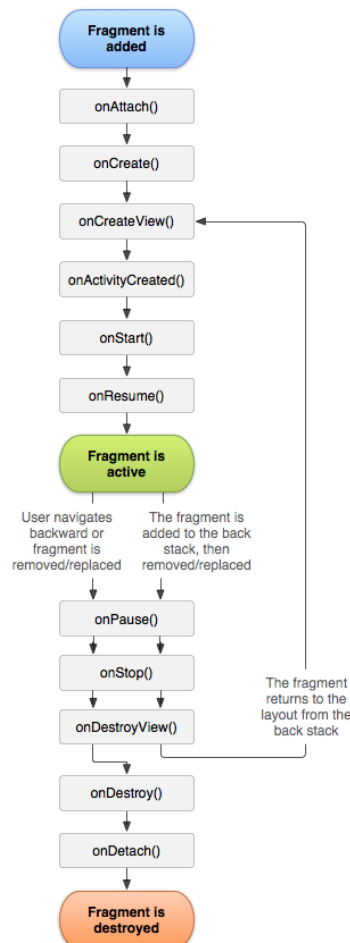 Fragment is
added
onAttach()
onCreate()
onCreateView()
onActivityCreated()
onStart()
onResume()
Fragment is
active
User navigates
backward or
fragment is
removed/replaced
The fragment is
added to the back
stack, then
removed/replaced
onPause()
onStop()
onDestroyView()
The fragment
returns to the
layout from the
back stack
onDestroy()
onDetach()
Fragment is
destroyed